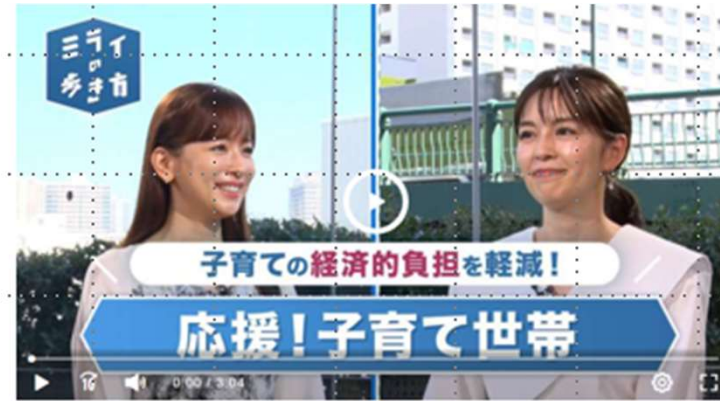 ミライ
の
歩き方
子育ての経済的負担を軽減！
応援！子育て世帯
10
0:00 / 3:04